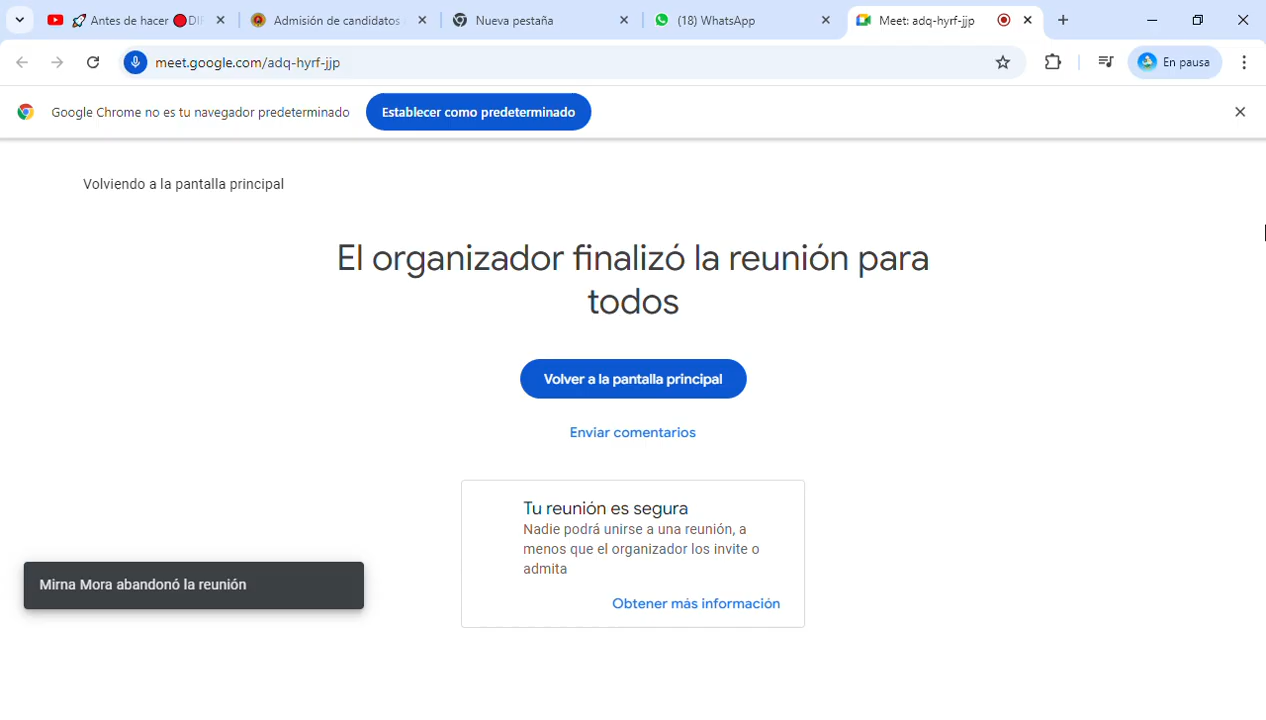 Antes de hacer
Admisión de candidatos
Nueva pestaña
(18) WhatsApp
Meet: adq-hyrf-jjp
meet.google.com/adq-hyrf-jjp
En pausa
Google Chrome no es tu navegador predeterminado
Establecer como predeterminado
Volviendo a la pantalla principal
El organizador finalizó la reunión para
todos
Volver a la pantalla principal
Enviar comentarios
Tu reunión es segura
Nadie podrá unirse a una reunión, a
menos que el organizador los invite o
admita
Obtener más información
Mirna Mora abandonó la reunión